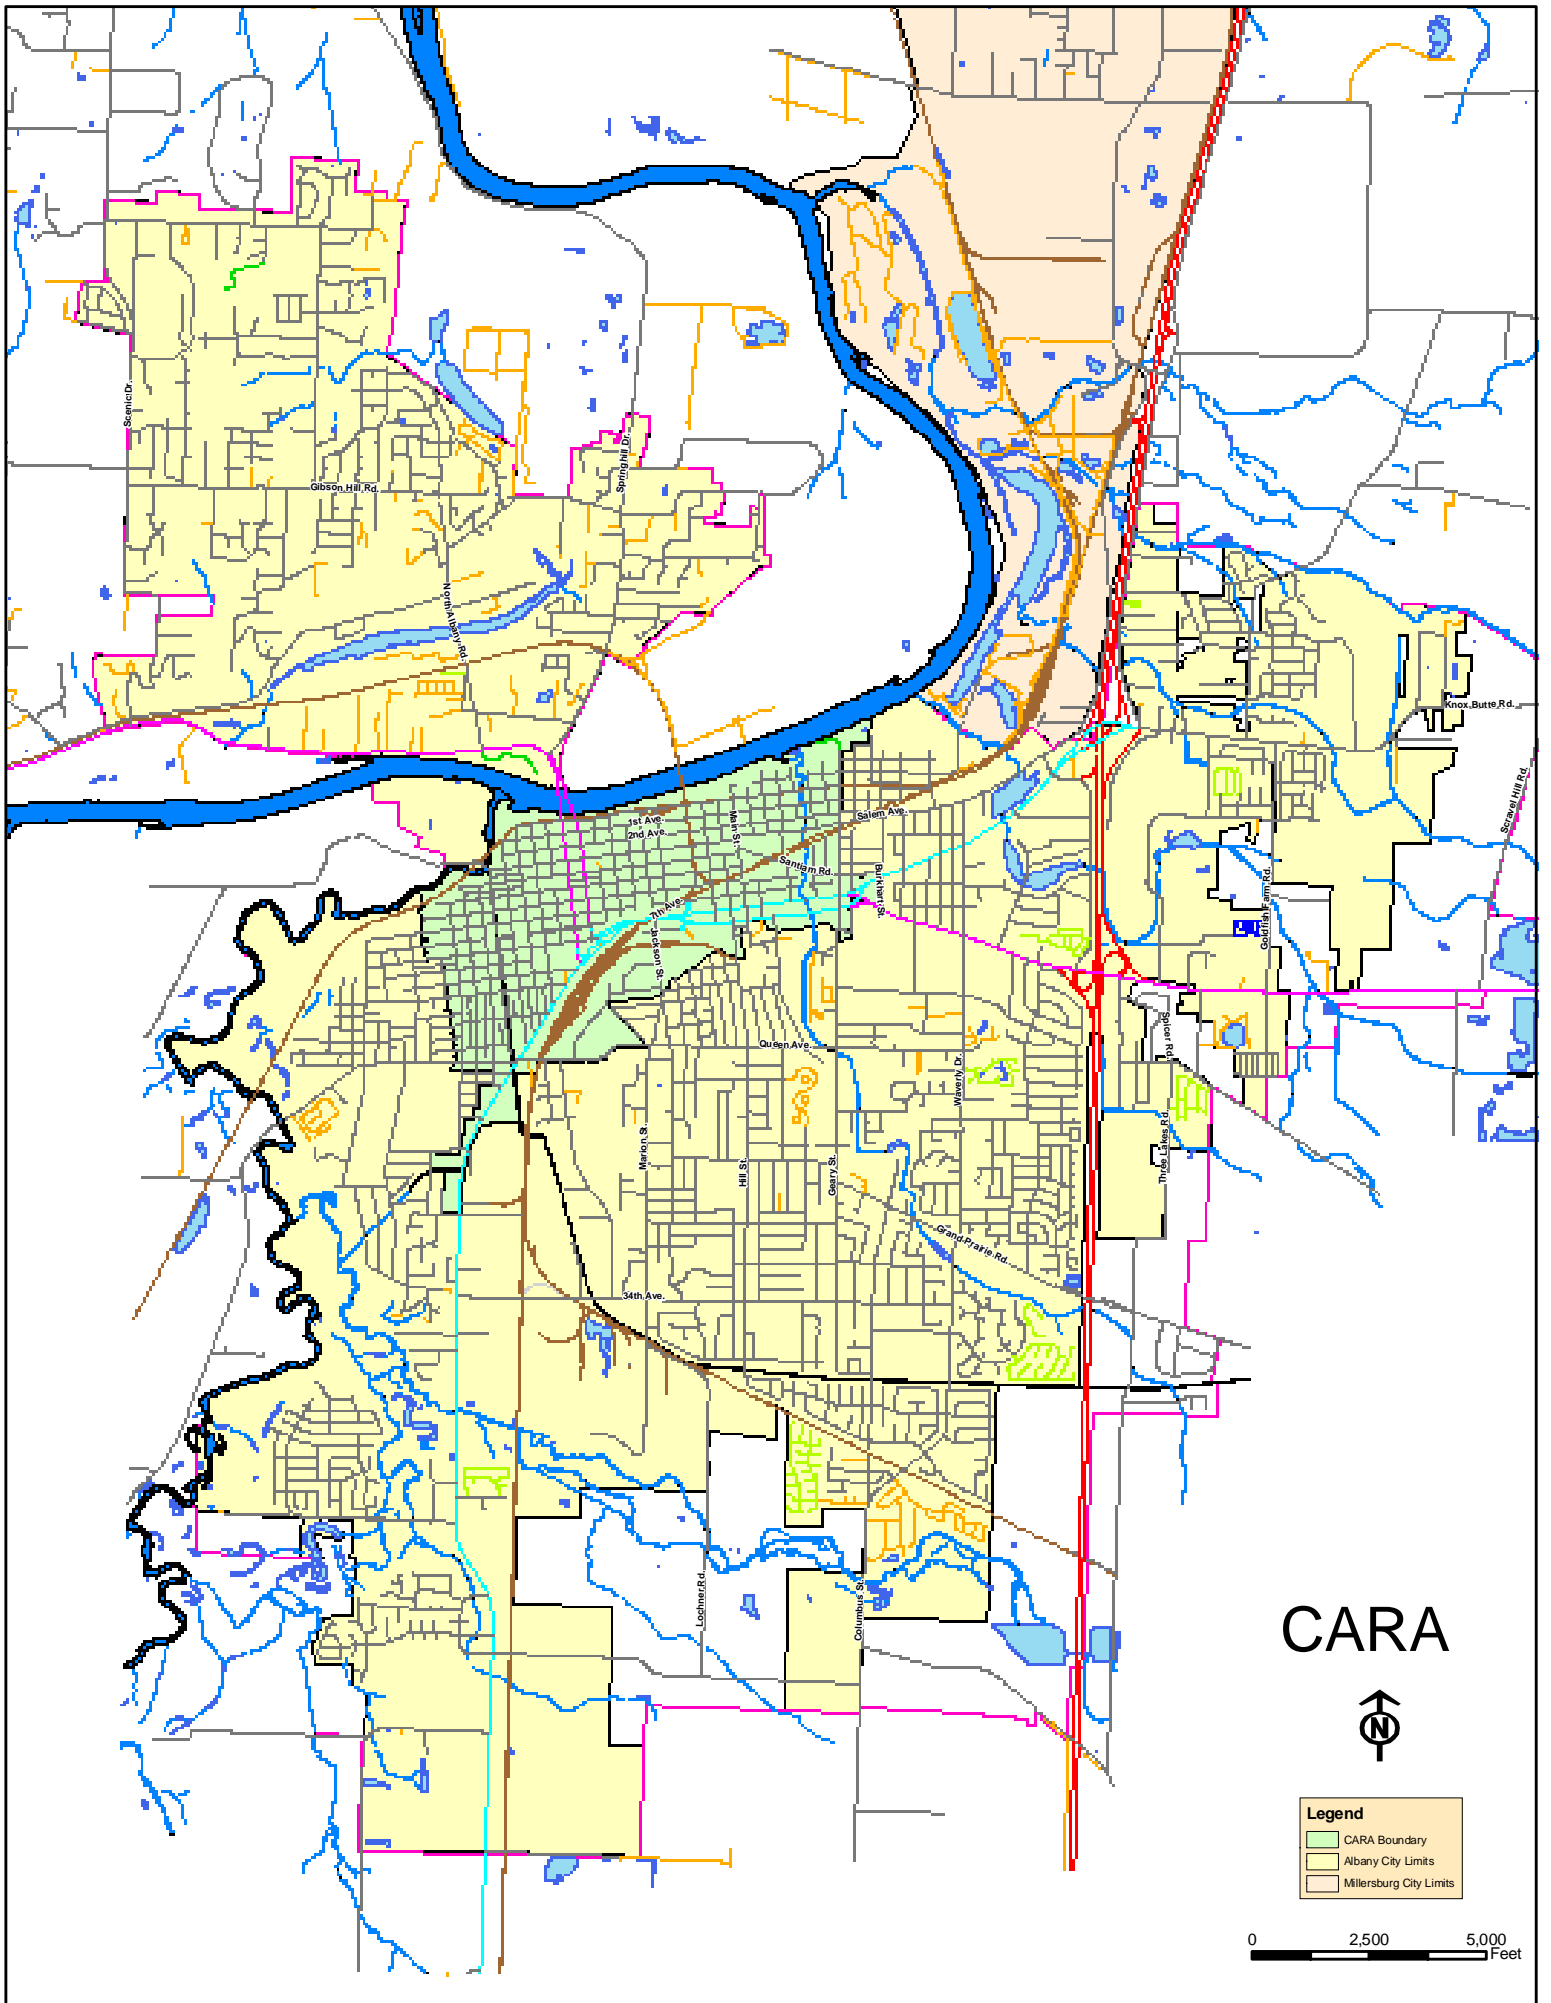 Scenic Dr.
Gibson Hill Rd.
Springhill Dr.
North Albany Rd.
Knox Butte Rd.
Scravel Hill Rd.
1st Ave.
2nd Ave.
Main St.
Salem Ave.
Santiam Rd.
Burkhart St.
7th Ave.
Jackson St.
Goldfish Farm Rd.
Queen Ave.
Spicer Rd.
Waverly Dr.
Marion St.
Hill St.
Geary St.
Three Lakes Rd.
Grand Prairie Rd.
34th Ave.
Lochner Rd.
Columbus St.
CARA
N
Legend
CARA Boundary
Albany City Limits
Millersburg City Limits
0 2,500 5,000
Feet